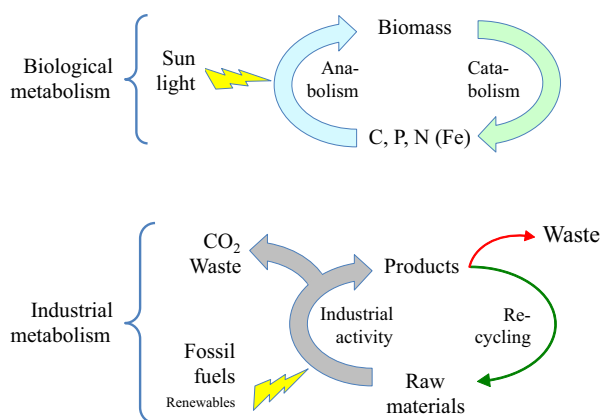 Biological
metabolism
Sun
light
Biomass
Ana-
bolism
Cata-
bolism
C, P, N (Fe)
Industrial
metabolism
CO₂
Waste
Products
Waste
Industrial
activity
Re-
cycling
Fossil
fuels
Renewables
Raw
materials